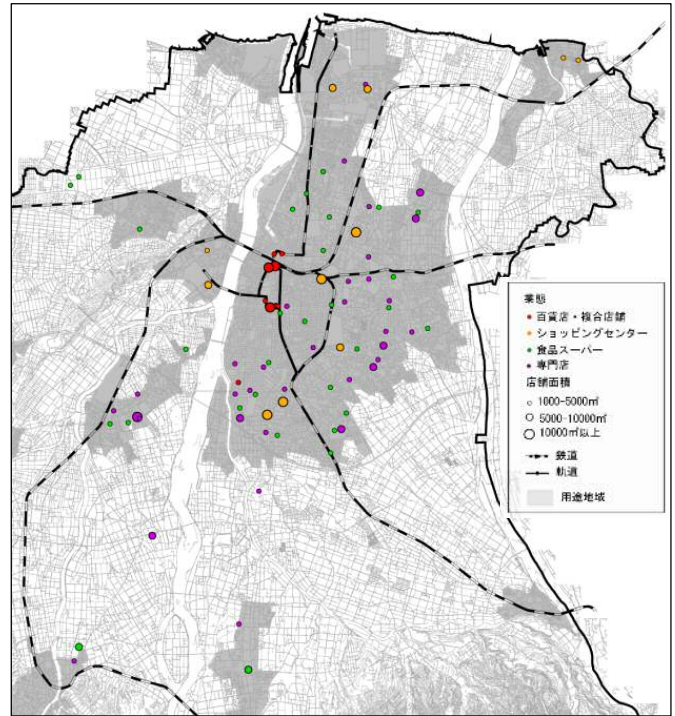 業態
百貨店・複合店舗
ショッピングセンター
食品スーパー
専門店
店舗面積
1000-5000㎡
5000-10000㎡
10000㎡以上
鉄道
軌道
用途地域